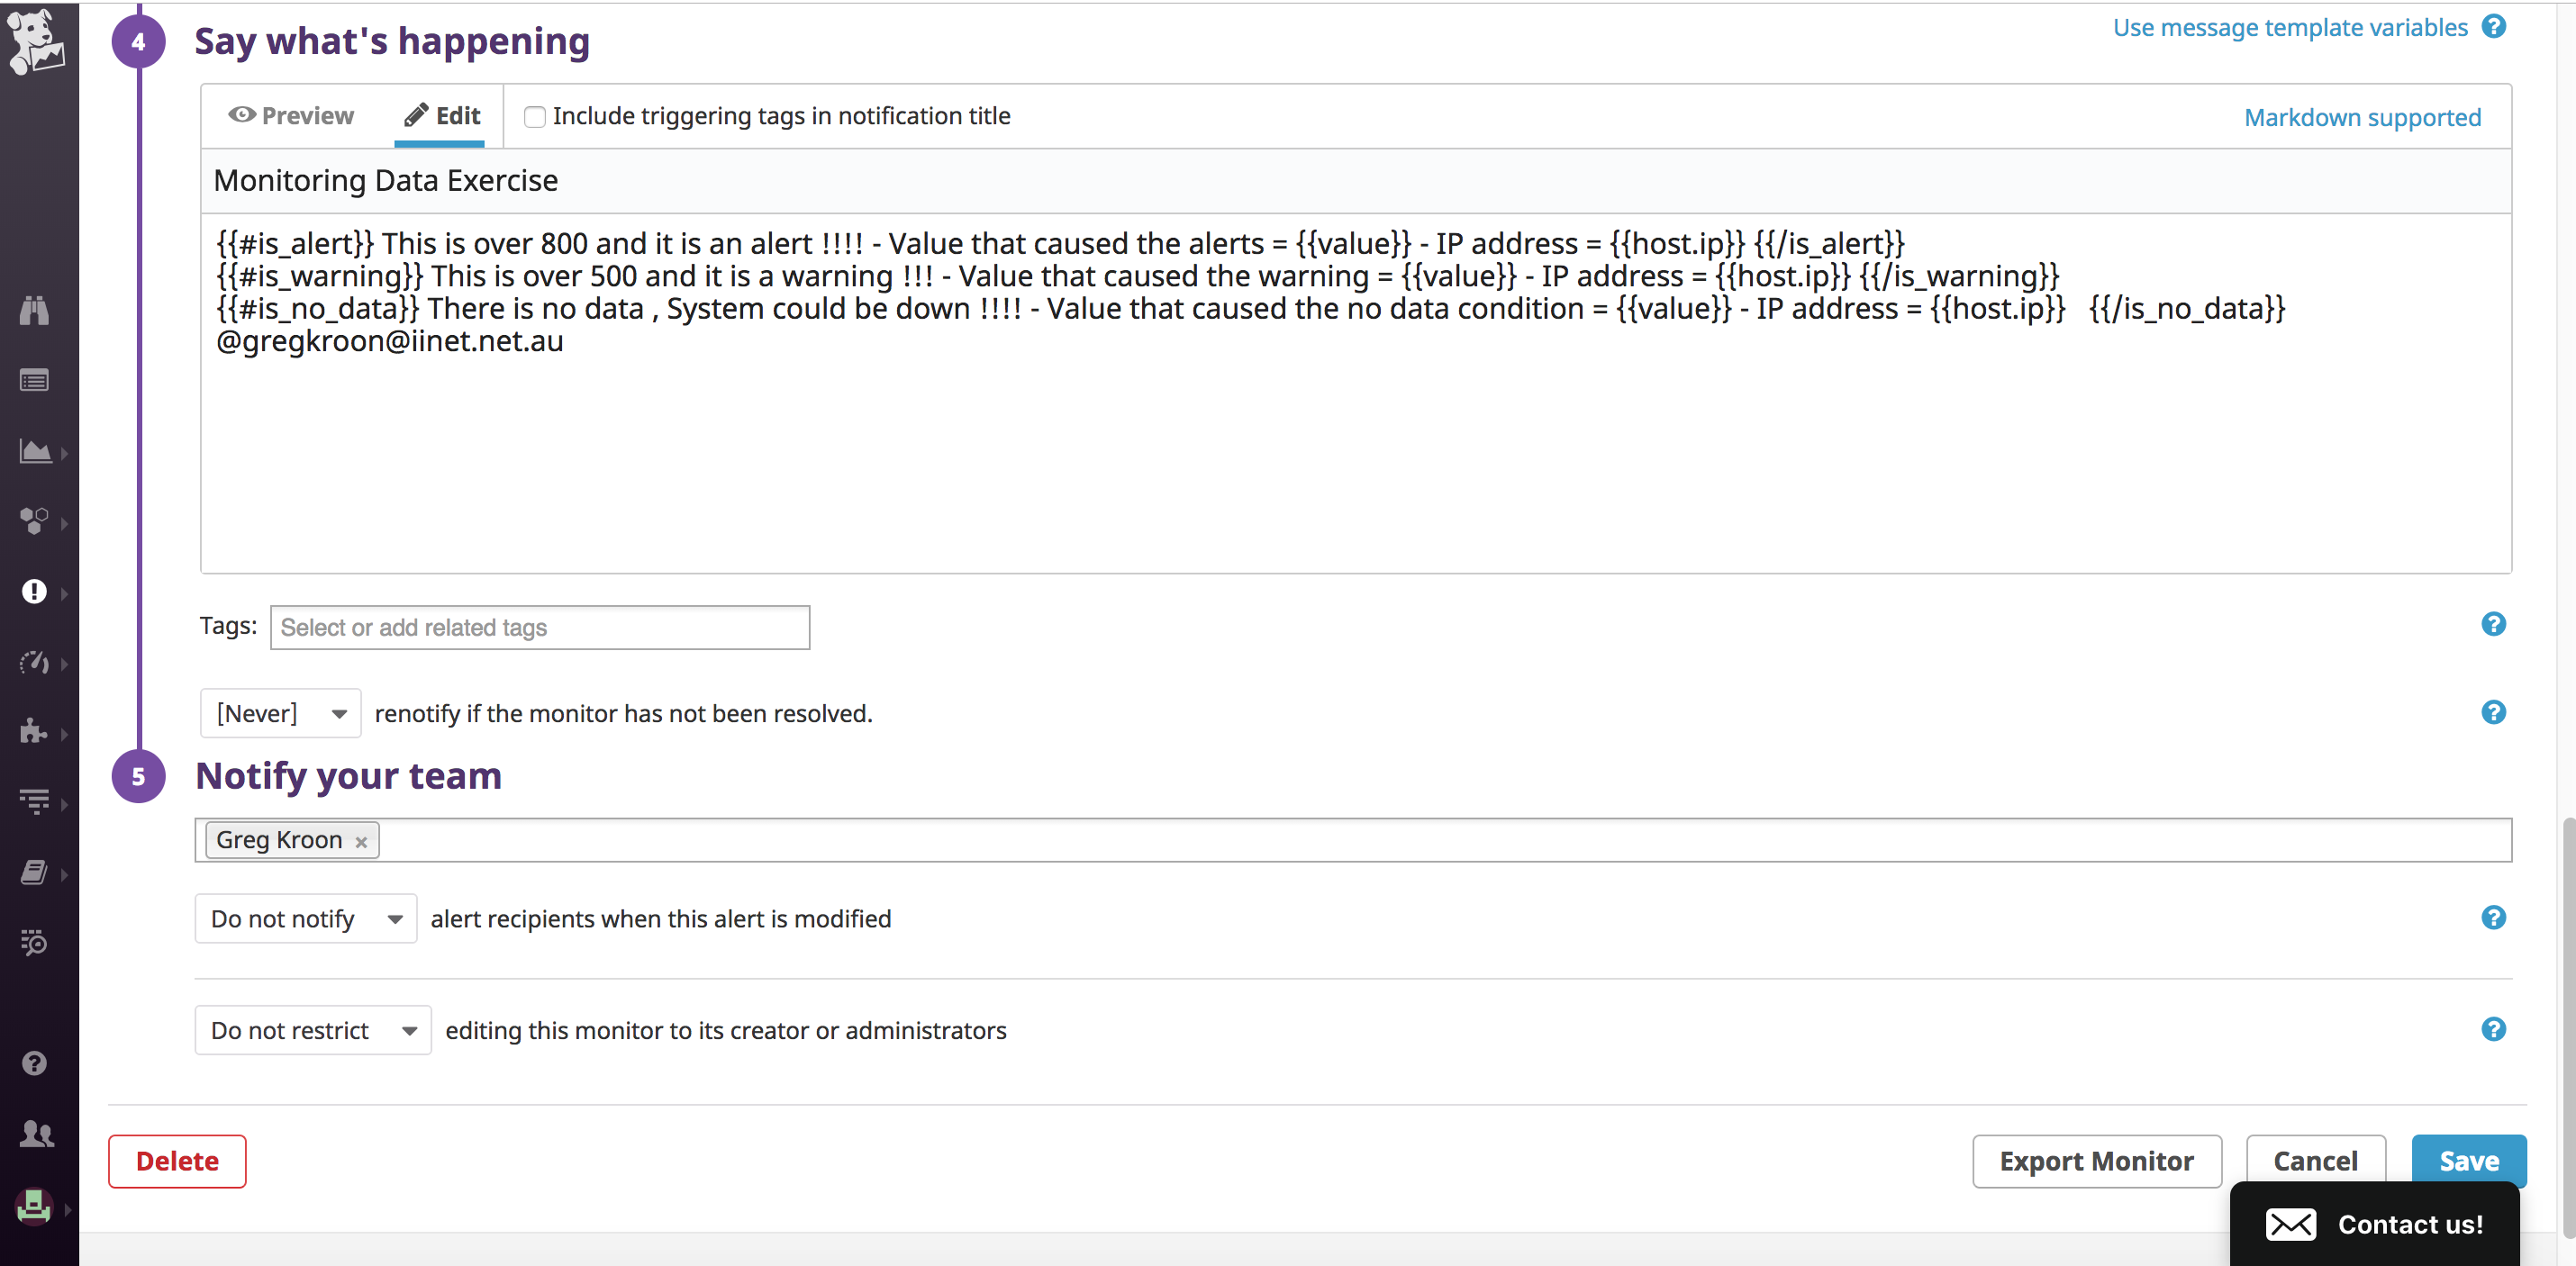 4 Say what's happening
Use message template variables ?
Preview Edit Include triggering tags in notification title Markdown supported
Monitoring Data Exercise
{{#is_alert}} This is over 800 and it is an alert !!!! - Value that caused the alerts = {{value}} - IP address = {{host.ip}} {{/is_alert}}
{{#is_warning}} This is over 500 and it is a warning !!! - Value that caused the warning = {{value}} - IP address = {{host.ip}} {{/is_warning}}
{{#is_no_data}} There is no data , System could be down !!!! - Value that caused the no data condition = {{value}} - IP address = {{host.ip}}   {{/is_no_data}}
@gregkroon@iinet.net.au
Tags: Select or add related tags ?
[Never] renotify if the monitor has not been resolved. ?
5 Notify your team
Greg Kroon ×
Do not notify alert recipients when this alert is modified ?
Do not restrict editing this monitor to its creator or administrators ?
Delete Export Monitor Cancel Save
Contact us!